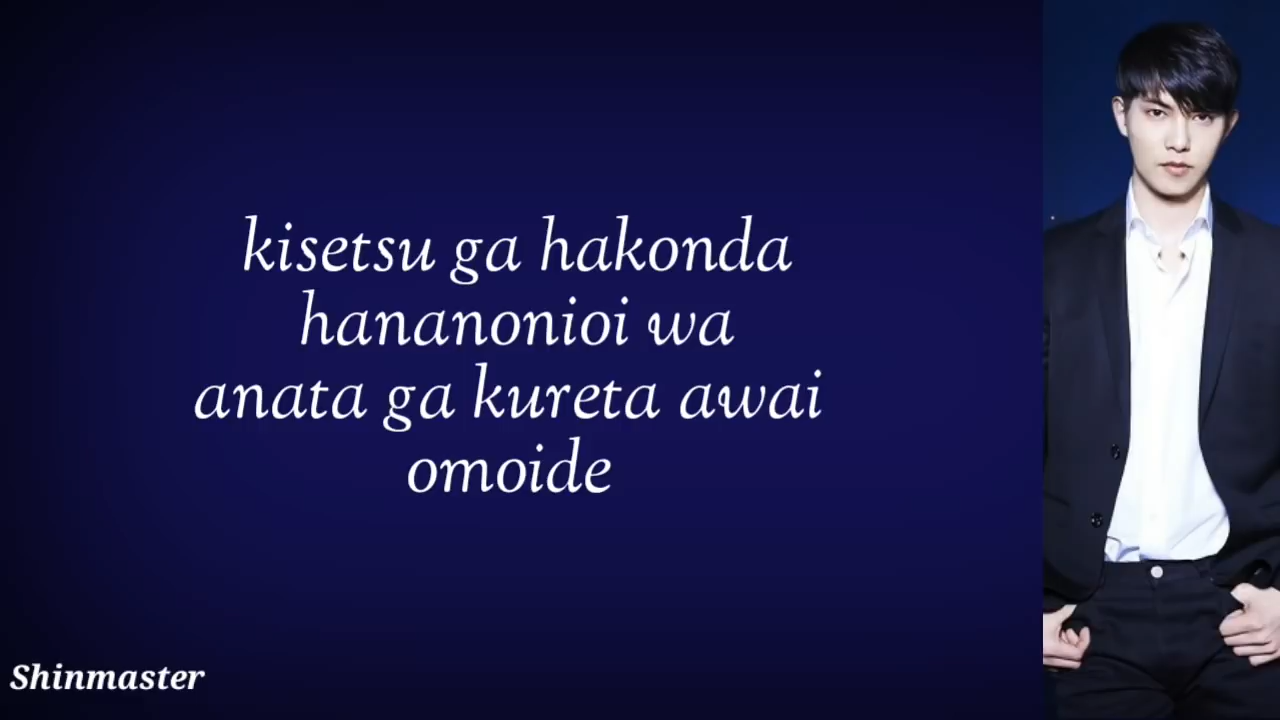 kisetsu ga hakonda
hananonioi wa
anata ga kureta awai
omoide
Shinmaster